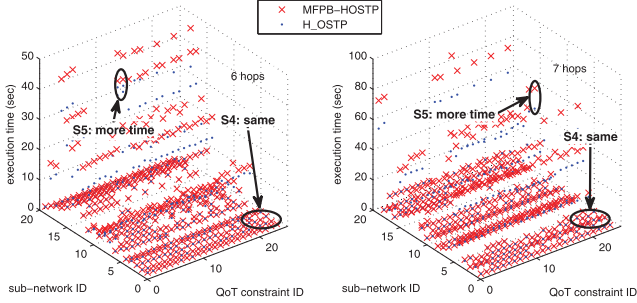 MFPB-HOSTP
H_OSTP
50
40
30
20
10
0
execution time (sec)
6 hops
S5: more time
S4: same
20
15
10
5
0
sub-network ID
0
10
20
QoT constraint ID
100
80
60
40
20
0
execution time (sec)
7 hops
S5: more time
S4: same
20
15
10
5
0
sub-network ID
0
10
20
QoT constraint ID